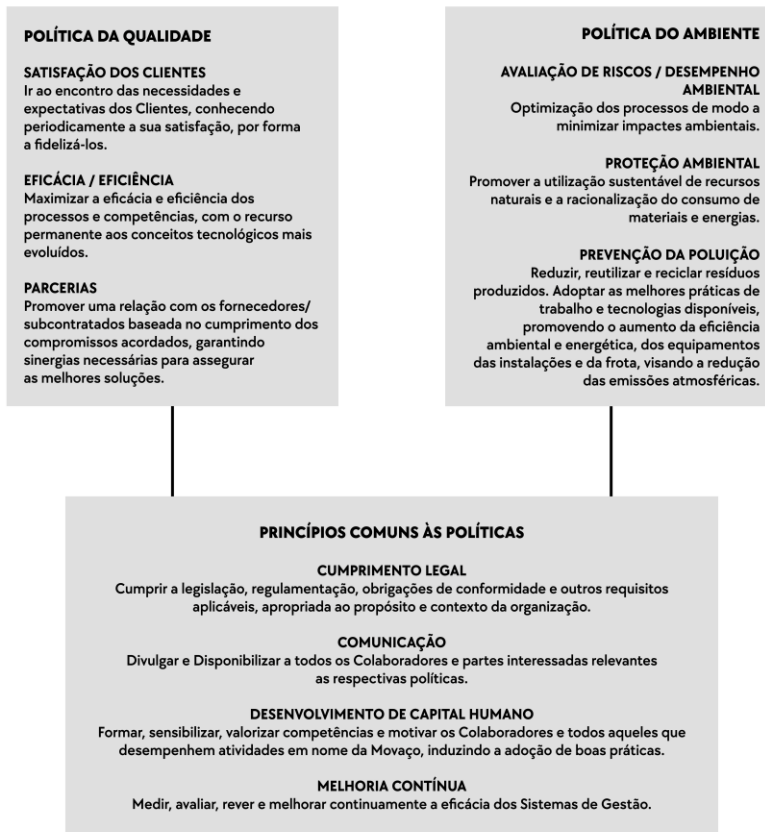 POLÍTICA DA QUALIDADE
SATISFAÇÃO DOS CLIENTES
Ir ao encontro das necessidades e
expectativas dos Clientes, conhecendo
periodicamente a sua satisfação, por forma
a fidelizá-los.
EFICÁCIA / EFICIÊNCIA
Maximizar a eficácia e eficiência dos
processos e competências, com o recurso
permanente aos conceitos tecnológicos mais
evoluídos.
PARCERIAS
Promover uma relação com os fornecedores/
subcontratados baseada no cumprimento dos
compromissos acordados, garantindo
sinergias necessárias para assegurar
as melhores soluções.
POLÍTICA DO AMBIENTE
AVALIAÇÃO DE RISCOS / DESEMPENHO
AMBIENTAL
Optimização dos processos de modo a
minimizar impactes ambientais.
PROTEÇÃO AMBIENTAL
Promover a utilização sustentável de recursos
naturais e a racionalização do consumo de
materiais e energias.
PREVENÇÃO DA POLUIÇÃO
Reduzir, reutilizar e reciclar resíduos
produzidos. Adoptar as melhores práticas de
trabalho e tecnologias disponíveis,
promovendo o aumento da eficiência
ambiental e energética, dos equipamentos
das instalações e da frota, visando a redução
das emissões atmosféricas.
PRINCÍPIOS COMUNS ÀS POLÍTICAS
CUMPRIMENTO LEGAL
Cumprir a legislação, regulamentação, obrigações de conformidade e outros requisitos
aplicáveis, apropriada ao propósito e contexto da organização.
COMUNICAÇÃO
Divulgar e Disponibilizar a todos os Colaboradores e partes interessadas relevantes
as respectivas políticas.
DESENVOLVIMENTO DE CAPITAL HUMANO
Formar, sensibilizar, valorizar competências e motivar os Colaboradores e todos aqueles que
desempenhem atividades em nome da Movaço, induzindo a adoção de boas práticas.
MELHORIA CONTÍNUA
Medir, avaliar, rever e melhorar continuamente a eficácia dos Sistemas de Gestão.